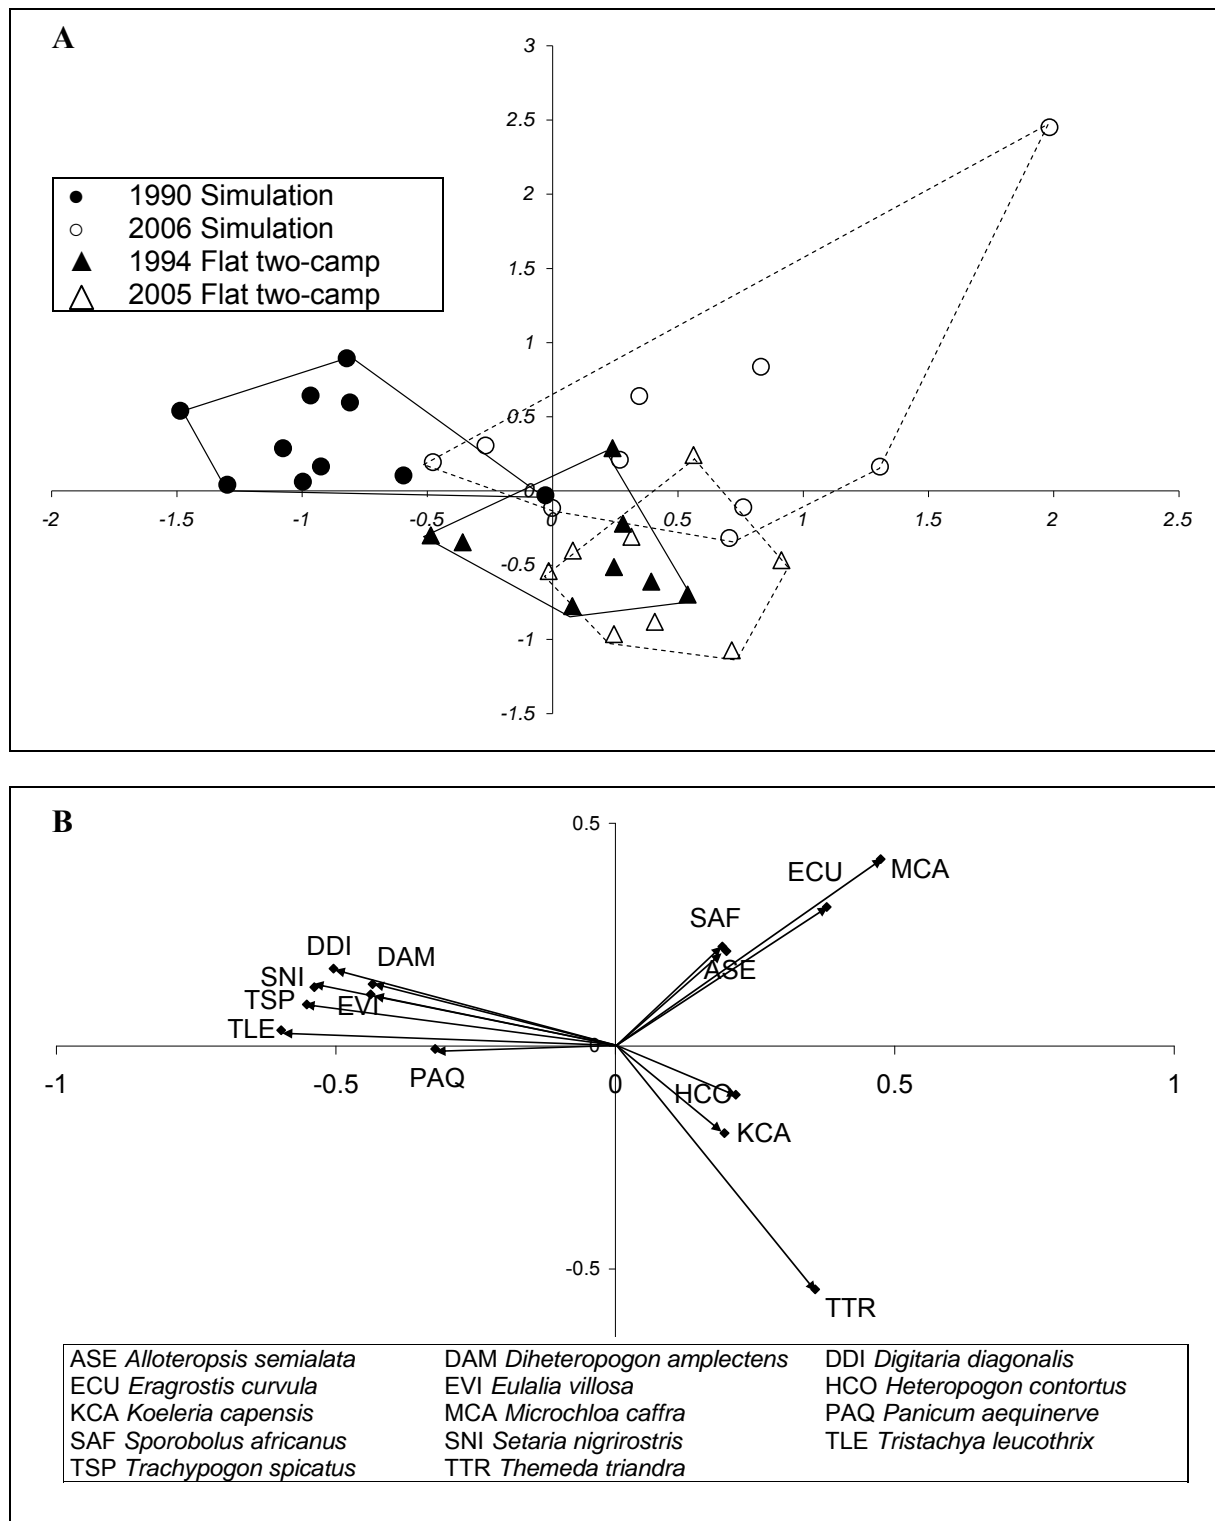 A
3
2.5
2
1990 Simulation
2006 Simulation
1994 Flat two-camp
2005 Flat two-camp
1.5
1
0.5
0
-2 -1.5 -1 -0.5 0 0.5 1 1.5 2 2.5
-0.5
-1
-1.5
B
0.5
ECU MCA
SAF
DDI DAM
ASE
SNI
TSP EVI
TLE
0
PAQ
-1 -0.5 0 0.5 1
HCO
KCA
-0.5
TTR
ASE Alloteropsis semialata DAM Diheteropogon amplectens DDI Digitaria diagonalis
ECU Eragrostis curvula EVI Eulalia villosa HCO Heteropogon contortus
KCA Koeleria capensis MCA Microchloa caffra PAQ Panicum aequinerve
SAF Sporobolus africanus SNI Setaria nigrirostris TLE Tristachya leucothrix
TSP Trachypogon spicatus TTR Themeda triandra